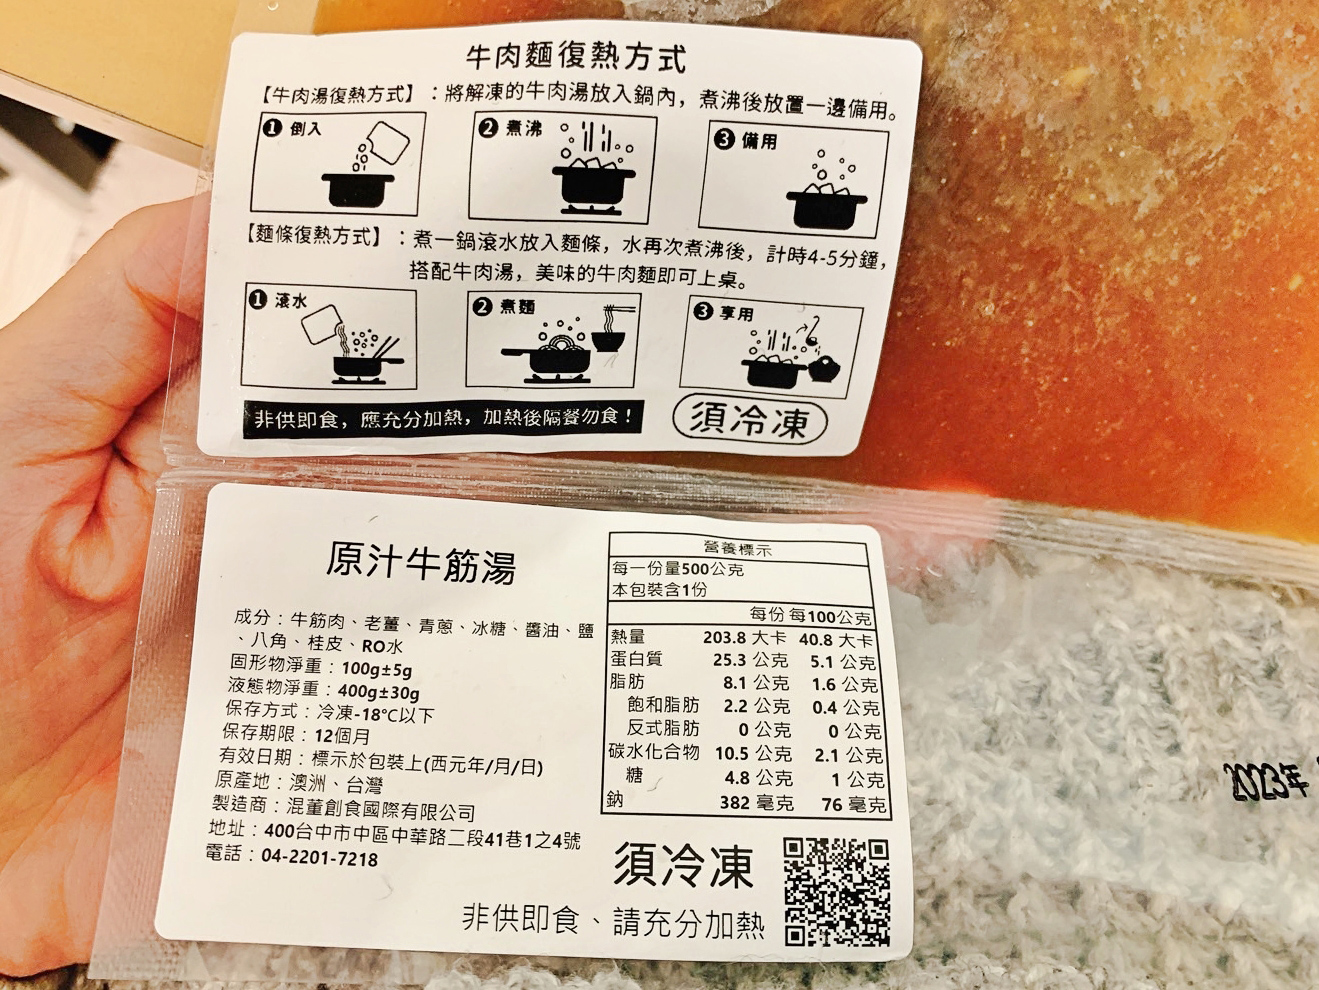 牛肉麵復熱方式
【牛肉湯復熱方式】：將解凍的牛肉湯放入鍋內，煮沸後放置一邊備用。
❶ 倒入
❷ 煮沸
❸ 備用
【麵條復熱方式】：煮一鍋滾水放入麵條，水再次煮沸後，計時4-5分鐘，
搭配牛肉湯，美味的牛肉麵即可上桌。
❶ 滾水
❷ 煮麵
❸ 享用
非供即食，應充分加熱，加熱後隔餐勿食！
須冷凍
原汁牛筋湯
成分：牛筋肉、老薑、青蔥、冰糖、醬油、鹽
、八角、桂皮、RO水
固形物淨重：100g±5g
液態物淨重：400g±30g
保存方式：冷凍-18℃以下
保存期限：12個月
有效日期：標示於包裝上(西元年/月/日)
原產地：澳洲、台灣
製造商：混董創食國際有限公司
地址：400台中市中區中華路二段41巷1之4號
電話：04-2201-7218
營養標示
每一份量500公克
本包裝含1份
每份 每100公克
熱量 203.8 大卡 40.8 大卡
蛋白質 25.3 公克 5.1 公克
脂肪 8.1 公克 1.6 公克
飽和脂肪 2.2 公克 0.4 公克
反式脂肪 0 公克 0 公克
碳水化合物 10.5 公克 2.1 公克
糖 4.8 公克 1 公克
鈉 382 毫克 76 毫克
須冷凍
非供即食、請充分加熱
2023年